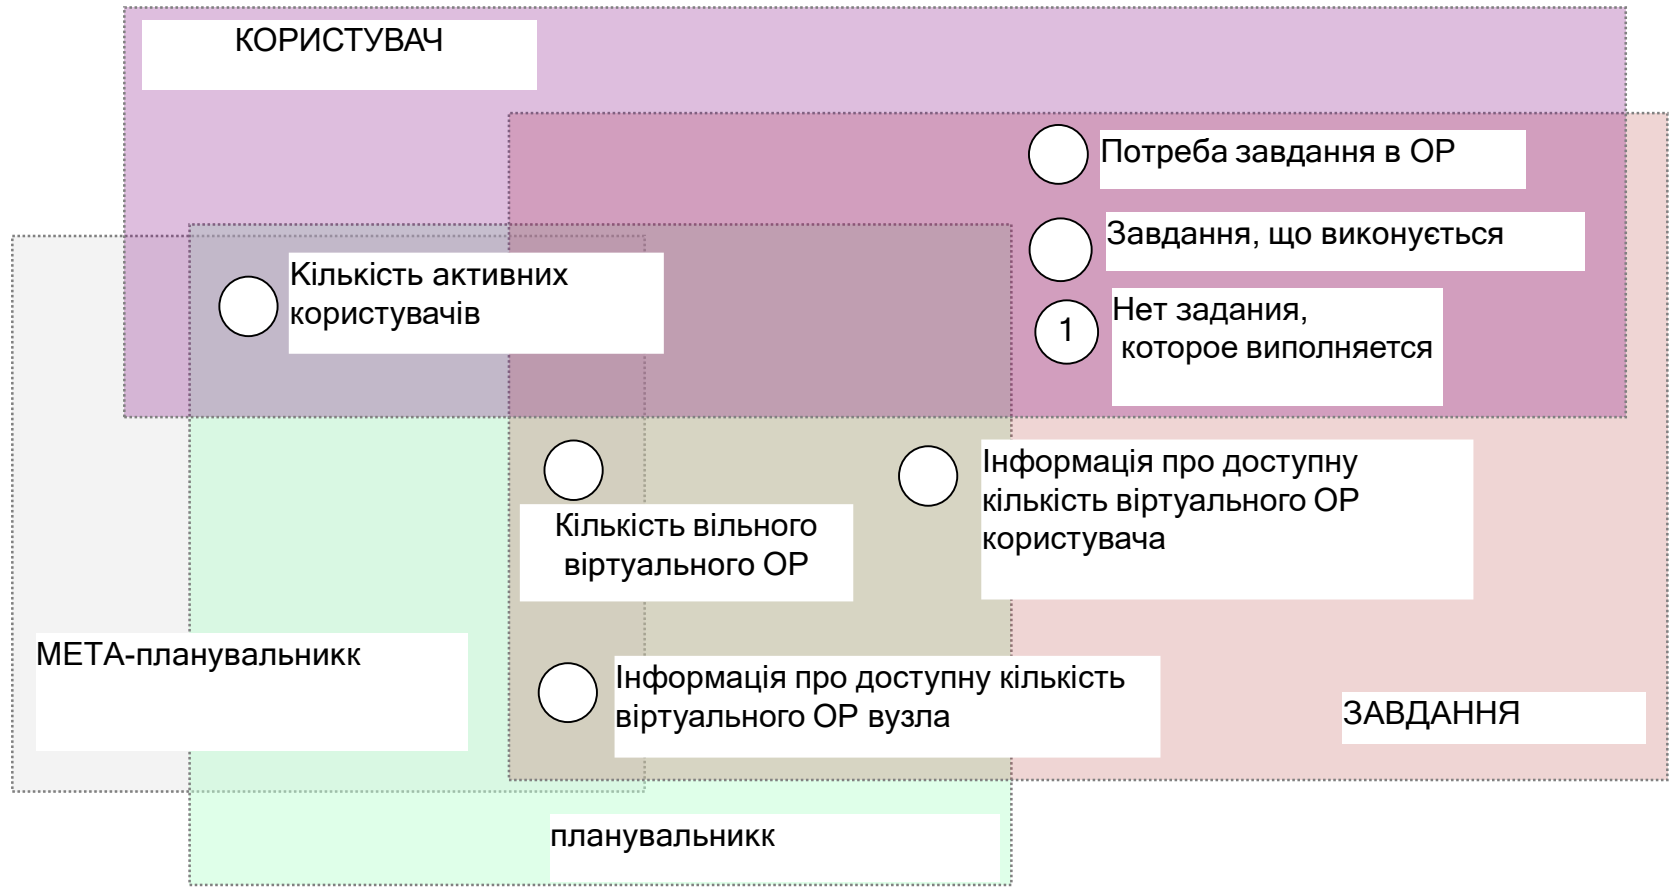 КОРИСТУВАЧ
Потреба завдання в ОР
Завдання, що виконується
Кількість активних
користувачів
1
Нет задания,
которое виполняется
Інформація про доступну
кількість віртуального ОР
користувача
Кількість вільного
віртуального ОР
МЕТА-планувальникк
Інформація про доступну кількість
віртуального ОР вузла
ЗАВДАННЯ
планувальникк